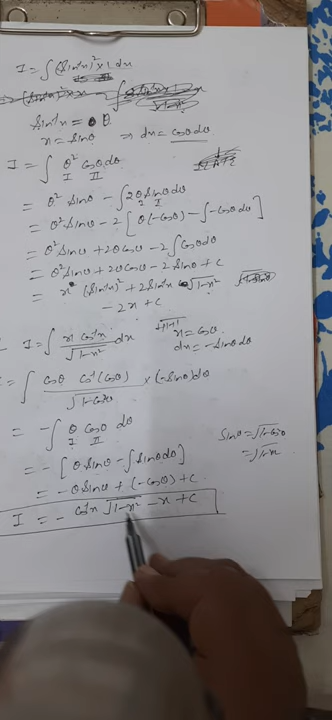 I = ∫(Sin⁻¹x)² × 1 dx
Sin⁻¹x = θ
x = Sinθ ⇒ dx = Cosθ dθ
I = ∫ θ² Cosθ dθ
I II
= θ² Sinθ - ∫2θ Sinθ dθ
I II
= θ² Sinθ - 2[θ(-Cosθ) - ∫-Cosθ dθ]
= θ² Sinθ + 2θ Cosθ - 2∫Cosθ dθ
= θ² Sinθ + 2θ Cosθ - 2 Sinθ + C
= x (Sin⁻¹x)² + 2 Sin⁻¹x √1-x²
- 2x + C
I = ∫ x Cos⁻¹x / √1-x² dx
x = Cosθ
dx = - Sinθ dθ
= ∫ Cosθ Cos⁻¹(Cosθ) / √1-Cos²θ × (-Sinθ) dθ
= - ∫ θ Cosθ dθ
I II
Sinθ = √1-Cos²θ
= √1-x²
= - [θ Sinθ - ∫Sinθ dθ]
= - θ Sinθ + (-Cosθ) + C
I = - Cos⁻¹x √1-x² - x + C